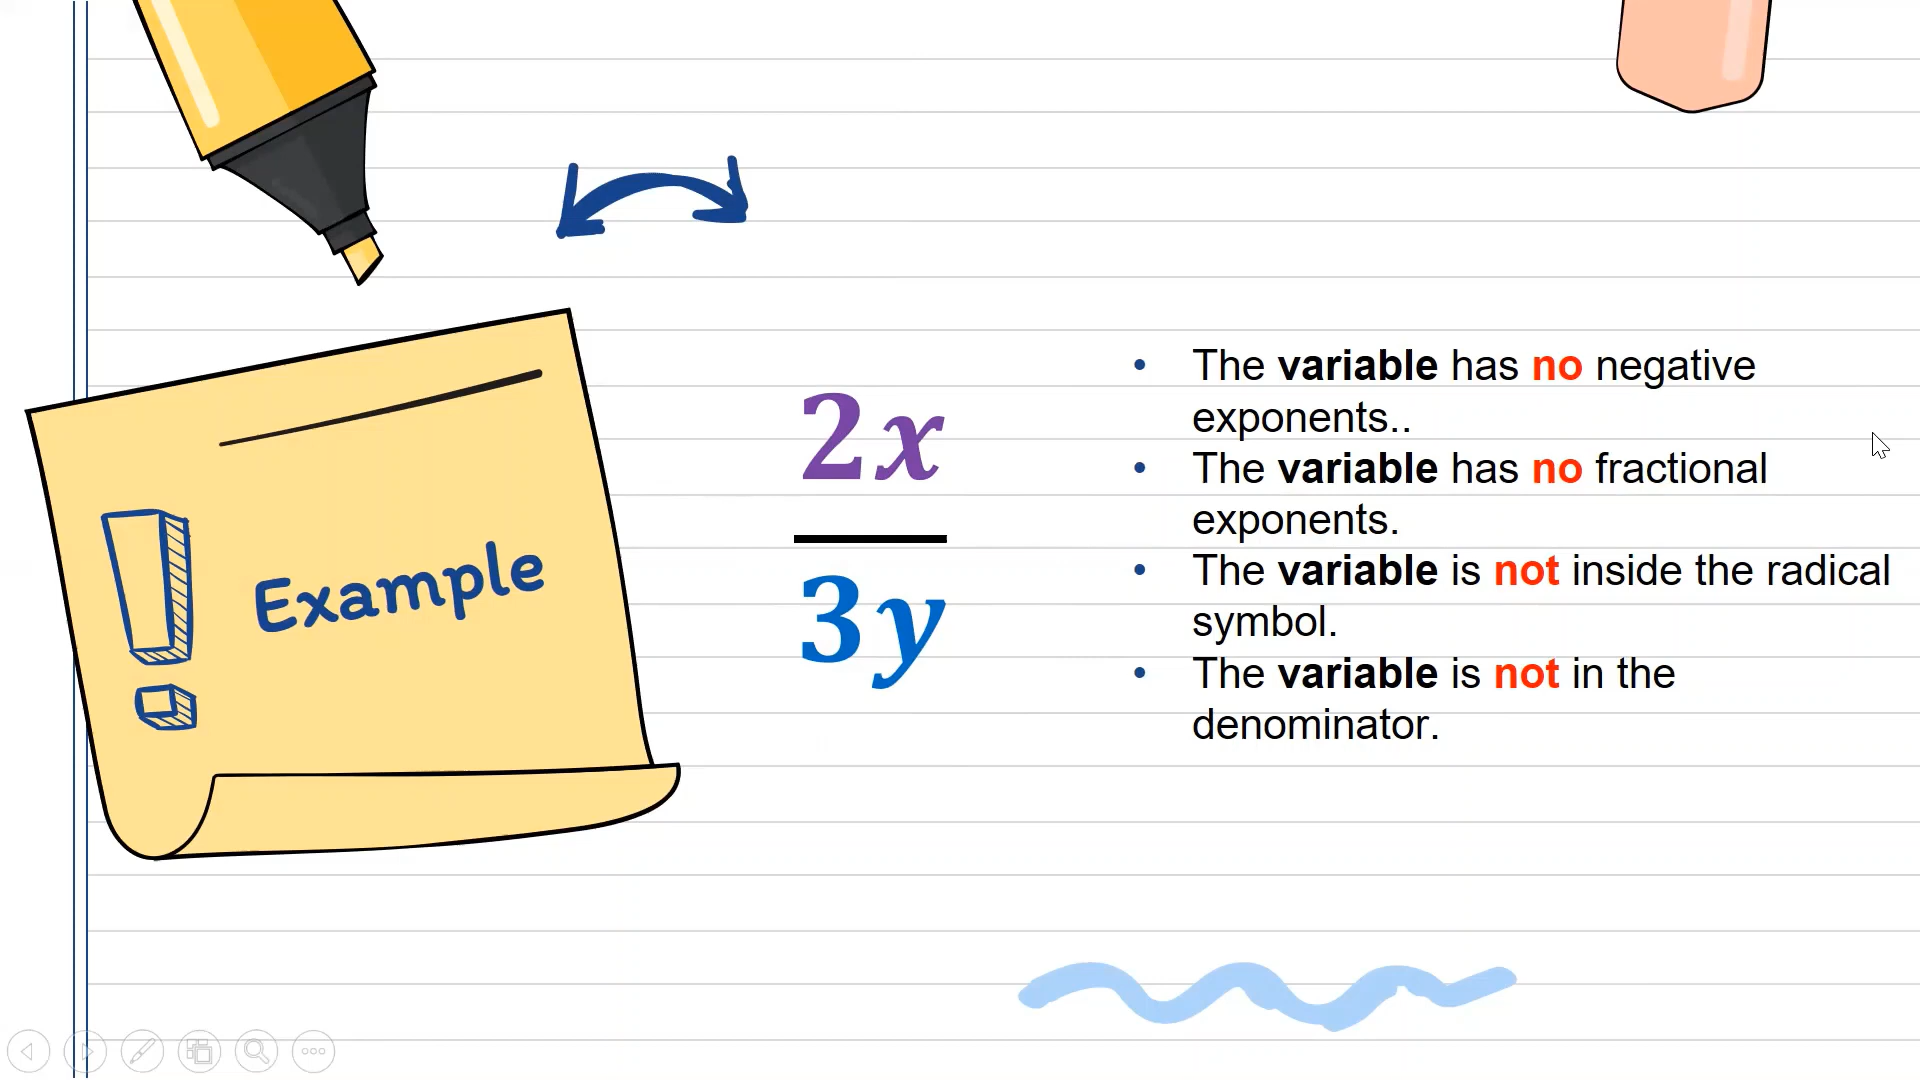 Example
2x
3y
• The variable has no negative
exponents..
• The variable has no fractional
exponents.
• The variable is not inside the radical
symbol.
• The variable is not in the
denominator.